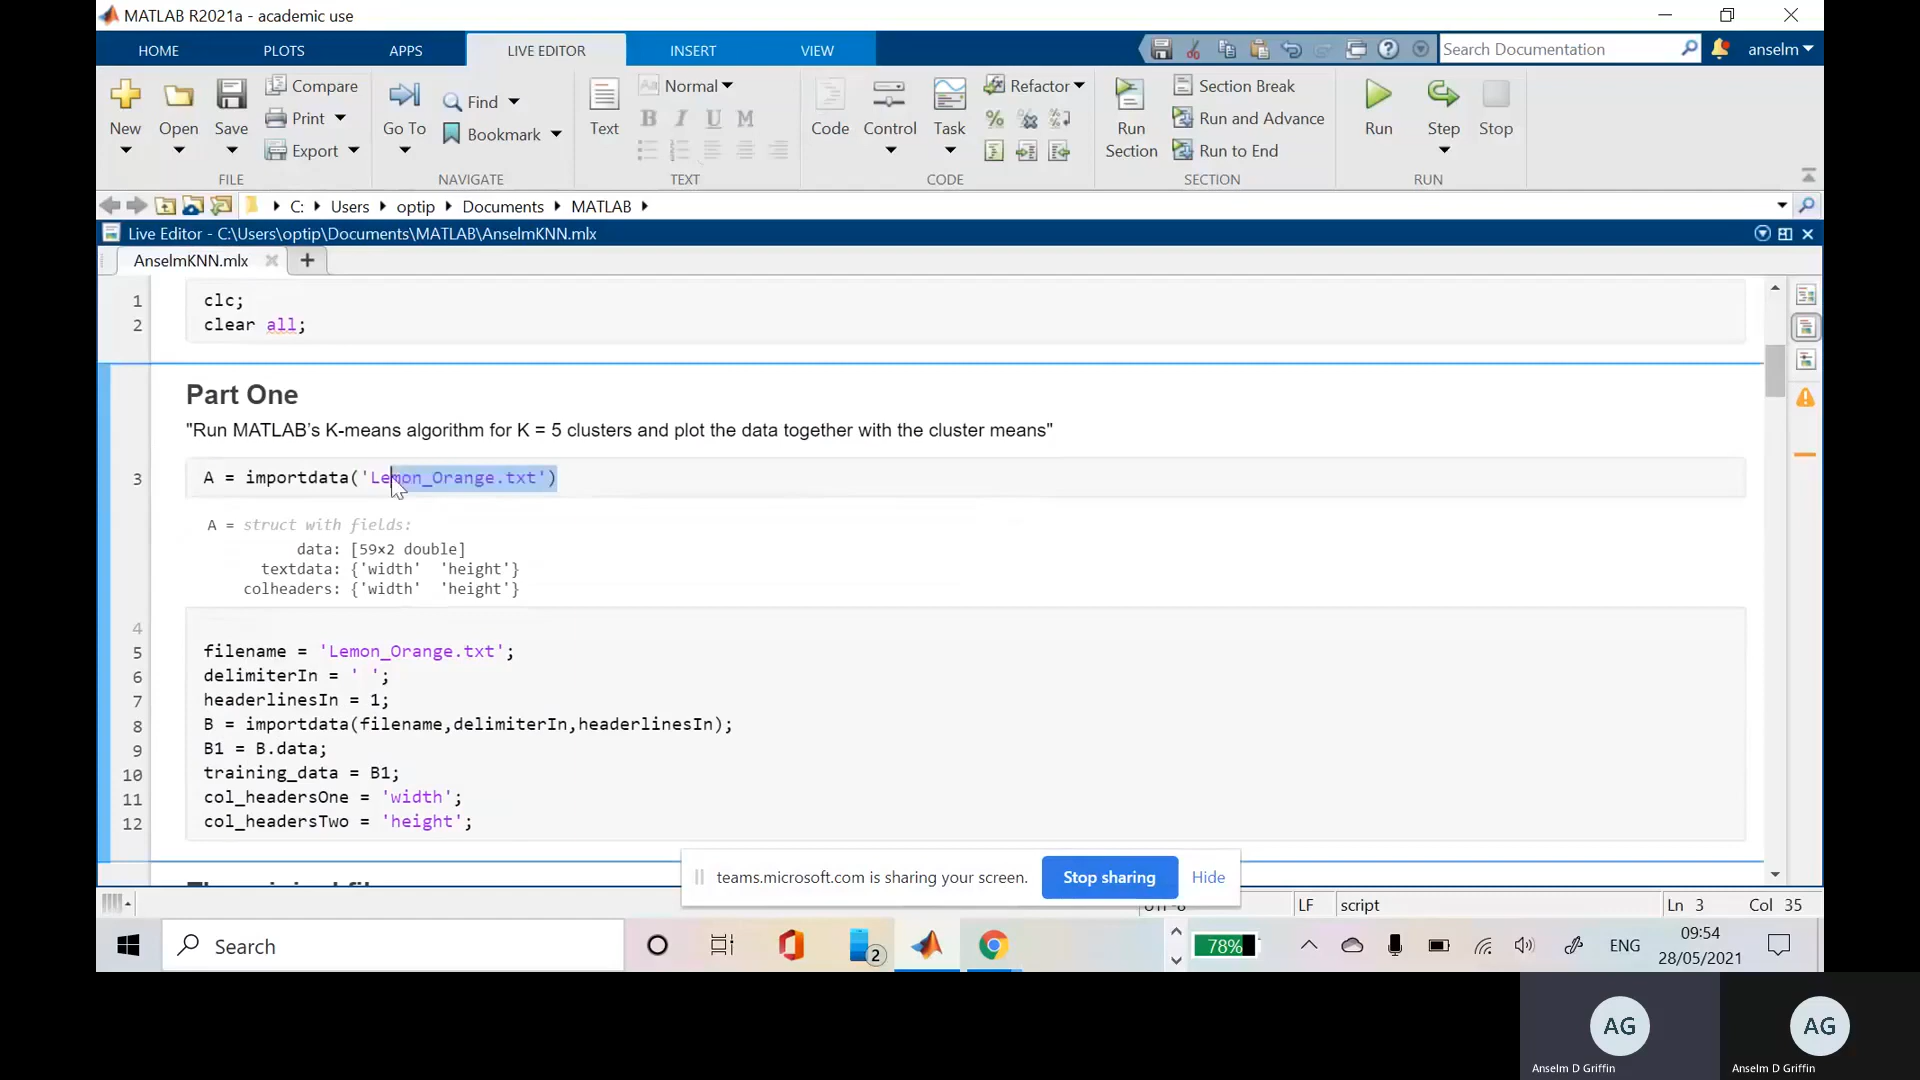 MATLAB R2021a - academic use
HOME PLOTS APPS LIVE EDITOR INSERT VIEW Search Documentation anselm
New Open Save Compare Print Export Go To Find Bookmark Text Normal B I U M Code Control Task Refactor Run Section Section Break Run and Advance Run to End Run Step Stop
FILE NAVIGATE TEXT CODE SECTION RUN
C: Users optip Documents MATLAB
Live Editor - C:\Users\optip\Documents\MATLAB\AnselmKNN.mlx
AnselmKNN.mlx
1 clc;
2 clear all;
Part One
"Run MATLAB's K-means algorithm for K = 5 clusters and plot the data together with the cluster means"
3 A = importdata('Lemon_Orange.txt')
A = struct with fields:
data: [59×2 double]
textdata: {'width' 'height'}
colheaders: {'width' 'height'}
4
5 filename = 'Lemon_Orange.txt';
6 delimiterIn = ' ';
7 headerlinesIn = 1;
8 B = importdata(filename,delimiterIn,headerlinesIn);
9 B1 = B.data;
10 training_data = B1;
11 col_headersOne = 'width';
12 col_headersTwo = 'height';
teams.microsoft.com is sharing your screen. Stop sharing Hide
LF script Ln 3 Col 35
Search 2 78% ENG 09:54
28/05/2021
AG AG
Anselm D Griffin Anselm D Griffin